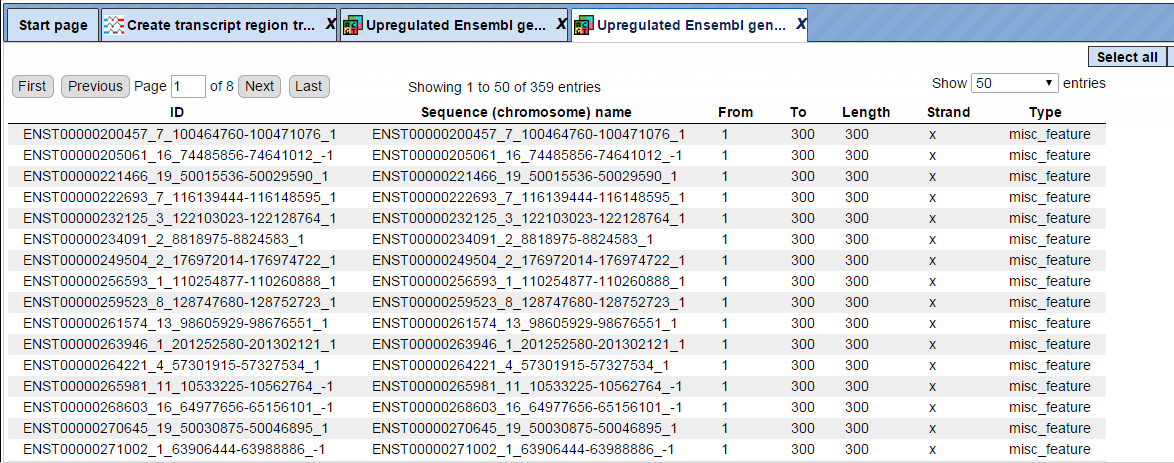 Start page Create transcript region tr... X Upregulated Ensembl ge... X Upregulated Ensembl gen... X
Select all
First Previous Page 1 of 8 Next Last Showing 1 to 50 of 359 entries Show 50 entries
ID Sequence (chromosome) name From To Length Strand Type
ENST00000200457_7_100464760-100471076_1 ENST00000200457_7_100464760-100471076_1 1 300 300 x misc_feature
ENST00000205061_16_74485856-74641012_-1 ENST00000205061_16_74485856-74641012_-1 1 300 300 x misc_feature
ENST00000221466_19_50015536-50029590_1 ENST00000221466_19_50015536-50029590_1 1 300 300 x misc_feature
ENST00000222693_7_116139444-116148595_1 ENST00000222693_7_116139444-116148595_1 1 300 300 x misc_feature
ENST00000232125_3_122103023-122128764_1 ENST00000232125_3_122103023-122128764_1 1 300 300 x misc_feature
ENST00000234091_2_8818975-8824583_1 ENST00000234091_2_8818975-8824583_1 1 300 300 x misc_feature
ENST00000249504_2_176972014-176974722_1 ENST00000249504_2_176972014-176974722_1 1 300 300 x misc_feature
ENST00000256593_1_110254877-110260888_1 ENST00000256593_1_110254877-110260888_1 1 300 300 x misc_feature
ENST00000259523_8_128747680-128752723_1 ENST00000259523_8_128747680-128752723_1 1 300 300 x misc_feature
ENST00000261574_13_98605929-98676551_1 ENST00000261574_13_98605929-98676551_1 1 300 300 x misc_feature
ENST00000263946_1_201252580-201302121_1 ENST00000263946_1_201252580-201302121_1 1 300 300 x misc_feature
ENST00000264221_4_57301915-57327534_1 ENST00000264221_4_57301915-57327534_1 1 300 300 x misc_feature
ENST00000265981_11_10533225-10562764_-1 ENST00000265981_11_10533225-10562764_-1 1 300 300 x misc_feature
ENST00000268603_16_64977656-65156101_-1 ENST00000268603_16_64977656-65156101_-1 1 300 300 x misc_feature
ENST00000270645_19_50030875-50046895_1 ENST00000270645_19_50030875-50046895_1 1 300 300 x misc_feature
ENST00000271002_1_63906444-63988886_-1 ENST00000271002_1_63906444-63988886_-1 1 300 300 x misc_feature